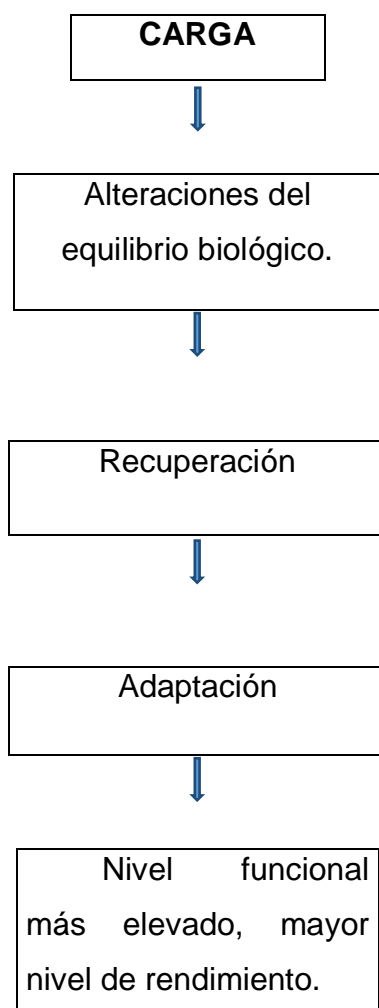 CARGA
Alteraciones del
equilibrio biológico.
Recuperación
Adaptación
Nivel funcional
más elevado, mayor
nivel de rendimiento.